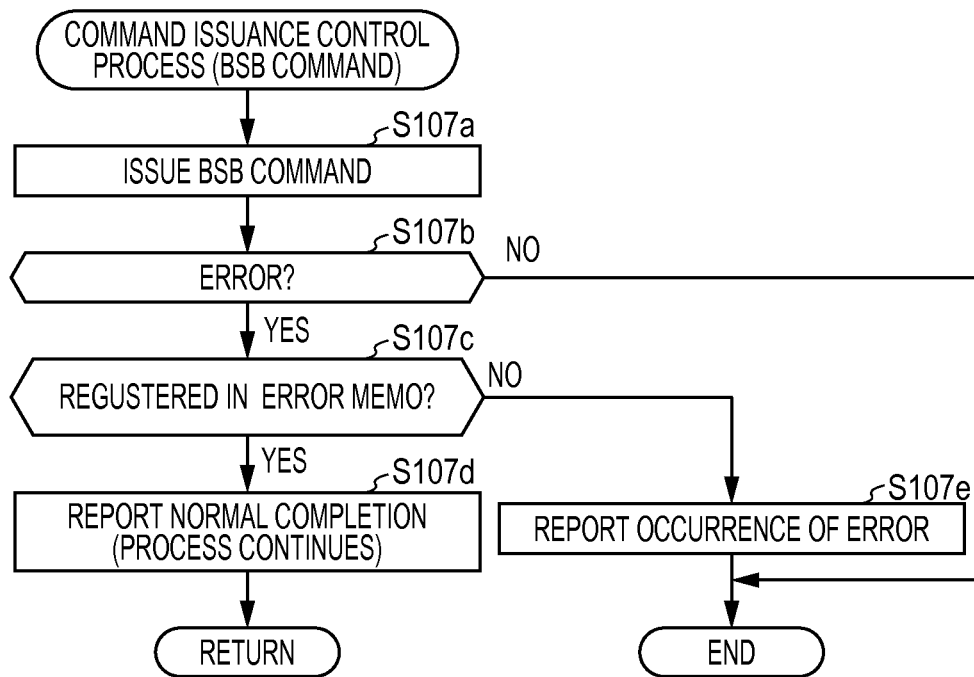 COMMAND ISSUANCE CONTROL
PROCESS (BSB COMMAND)
S107a
ISSUE BSB COMMAND
S107b
ERROR?
NO
YES
S107c
REGUSTERED IN ERROR MEMO?
NO
YES
S107d
REPORT NORMAL COMPLETION
(PROCESS CONTINUES)
S107e
REPORT OCCURRENCE OF ERROR
RETURN
END